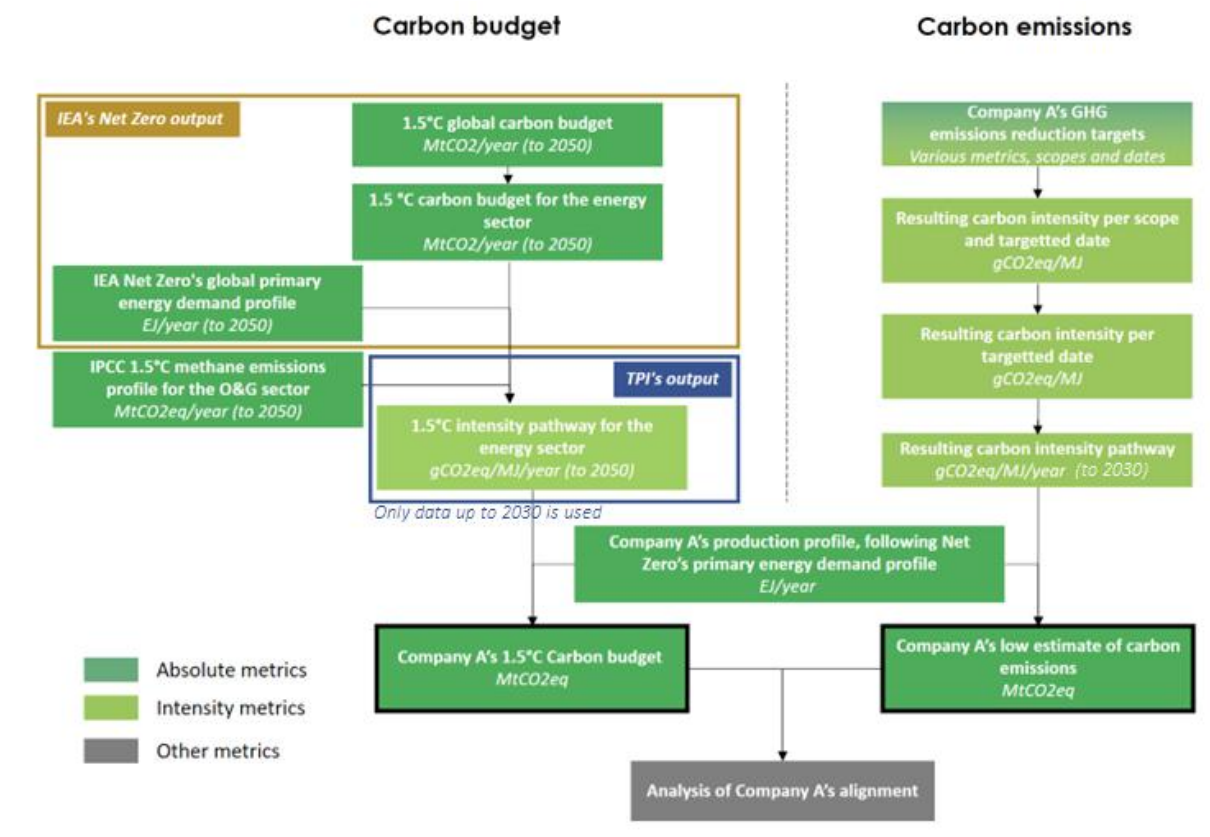 Carbon budget
Carbon emissions
IEA's Net Zero output
1.5°C global carbon budget
MtCO2/year (to 2050)
1.5 °C carbon budget for the energy
sector
MtCO2/year (to 2050)
IEA Net Zero's global primary
energy demand profile
EJ/year (to 2050)
IPCC 1.5°C methane emissions
profile for the O&G sector
MtCO2eq/year (to 2050)
TPI's output
1.5°C intensity pathway for the
energy sector
gCO2eq/MJ/year (to 2050)
Only data up to 2030 is used
Company A's GHG
emissions reduction targets
Various metrics, scopes and dates
Resulting carbon intensity per scope
and targetted date
gCO2eq/MJ
Resulting carbon intensity per
targetted date
gCO2eq/MJ
Resulting carbon intensity pathway
gCO2eq/MJ/year (to 2030)
Company A's production profile, following Net
Zero's primary energy demand profile
EJ/year
Company A's 1.5°C Carbon budget
MtCO2eq
Company A's low estimate of carbon
emissions
MtCO2eq
Absolute metrics
Intensity metrics
Other metrics
Analysis of Company A's alignment